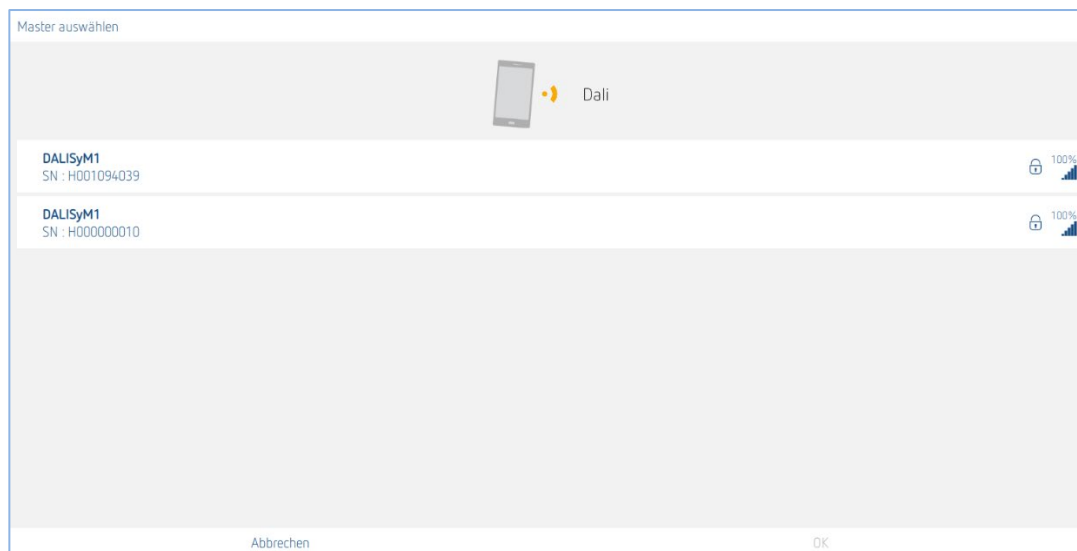 Master auswählen
Dali
DALISyM1
SN : H001094039
100%
DALISyM1
SN : H000000010
100%
Abbrechen
OK